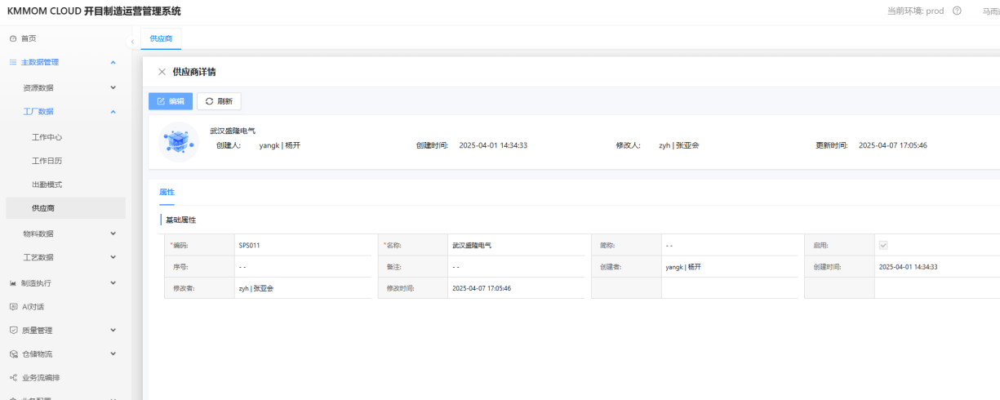 KMMOM CLOUD 开目制造运营管理系统
当前环境: prod
首页
供应商
主数据管理
供应商详情
资源数据
编辑 刷新
工厂数据
武汉盛隆电气
工作中心
创建人: yangk | 杨开 创建时间: 2025-04-01 14:34:33 修改人: zyh | 张亚会 更新时间: 2025-04-07 17:05:46
工作日历
出勤模式
属性
供应商
基础属性
物料数据
*编码: SPS011 *名称: 武汉盛隆电气 简称: - - 启用:
工艺数据
序号: - - 备注: - - 创建者: yangk | 杨开 创建时间: 2025-04-01 14:34:33
制造执行
修改者: zyh | 张亚会 修改时间: 2025-04-07 17:05:46
AI对话
质量管理
仓储物流
业务流编排